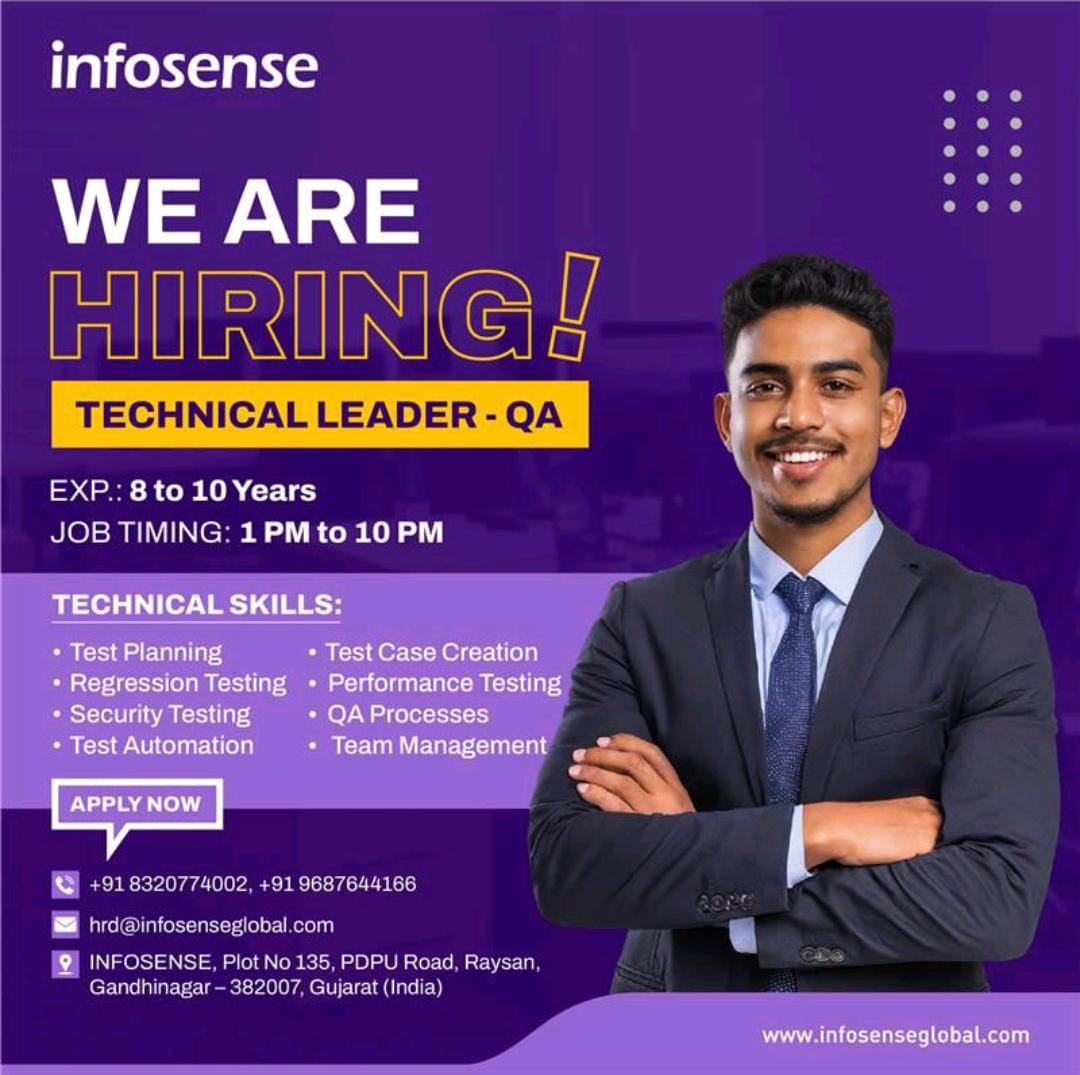 infosense
WE ARE
HIRING!
TECHNICAL LEADER - QA
EXP.: 8 to 10 Years
JOB TIMING: 1 PM to 10 PM
TECHNICAL SKILLS:
• Test Planning
• Regression Testing
• Security Testing
• Test Automation
• Test Case Creation
• Performance Testing
• QA Processes
• Team Management
APPLY NOW
+91 8320774002, +91 9687644166
hrd@infosenseglobal.com
INFOSENSE, Plot No 135, PDPU Road, Raysan,
Gandhinagar – 382007, Gujarat (India)
www.infosenseglobal.com